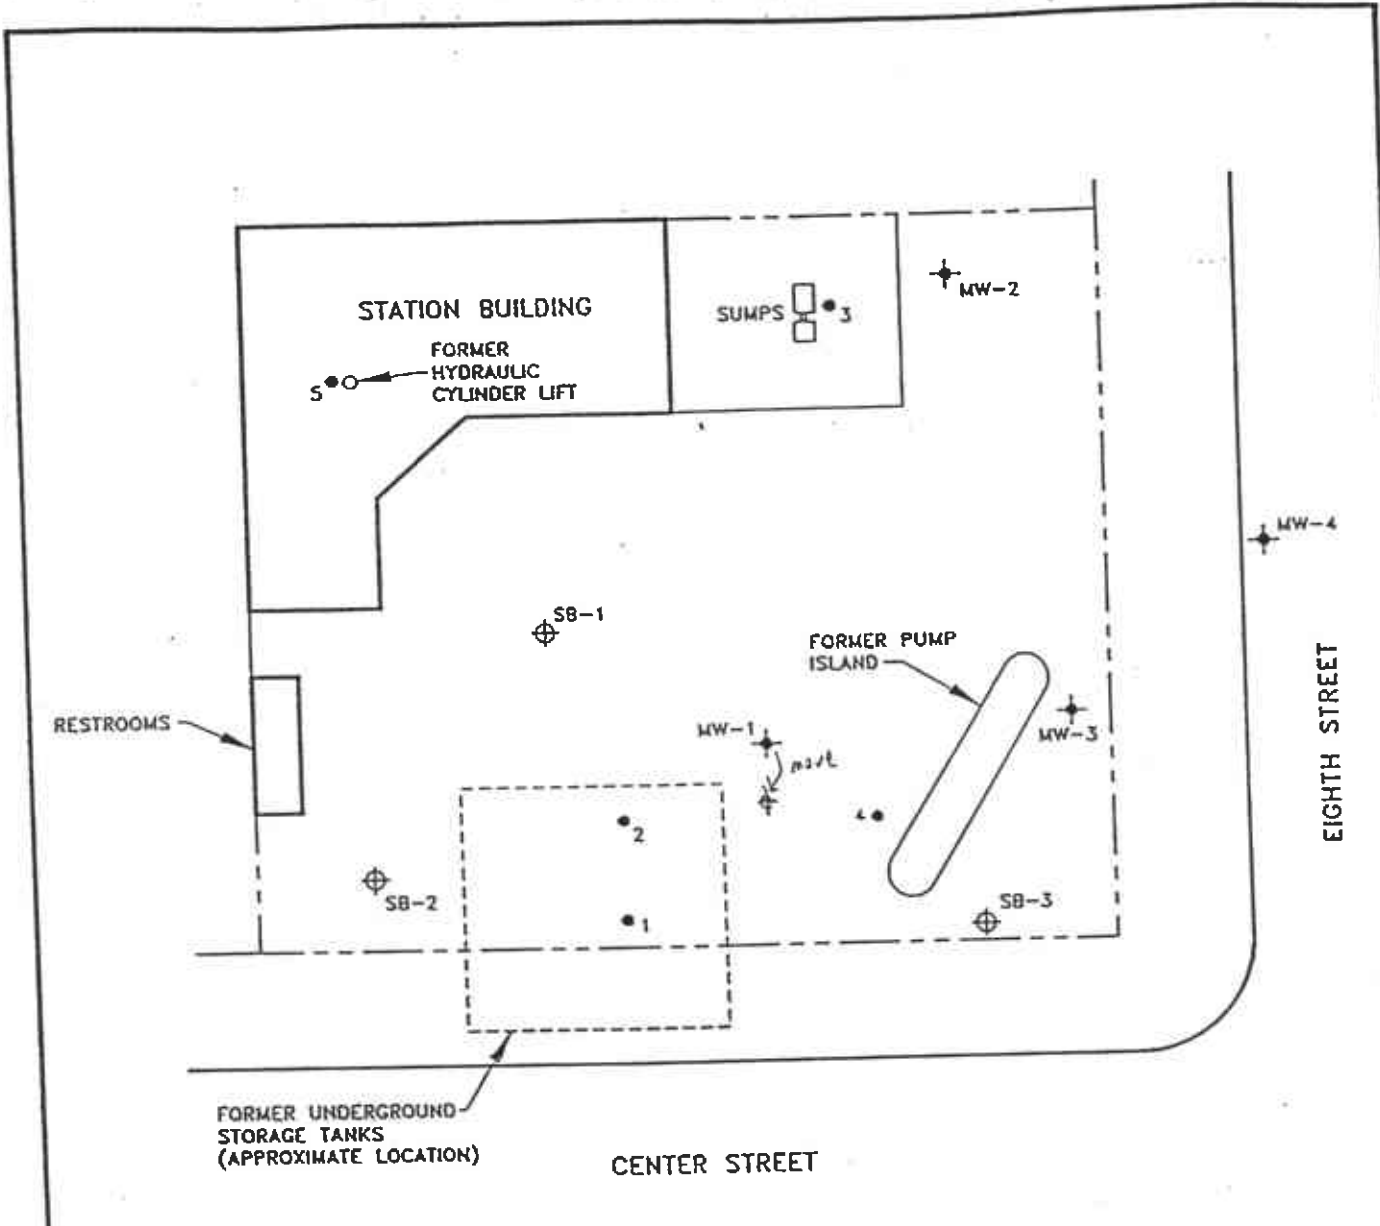 MW-2
STATION BUILDING
SUMPS
3
FORMER
HYDRAULIC
CYLINDER LIFT
5
MW-4
SB-1
FORMER PUMP
ISLAND
EIGHTH STREET
RESTROOMS
MW-1
MW-3
move
2
4
SB-2
1
SB-3
FORMER UNDERGROUND
STORAGE TANKS
(APPROXIMATE LOCATION)
CENTER STREET